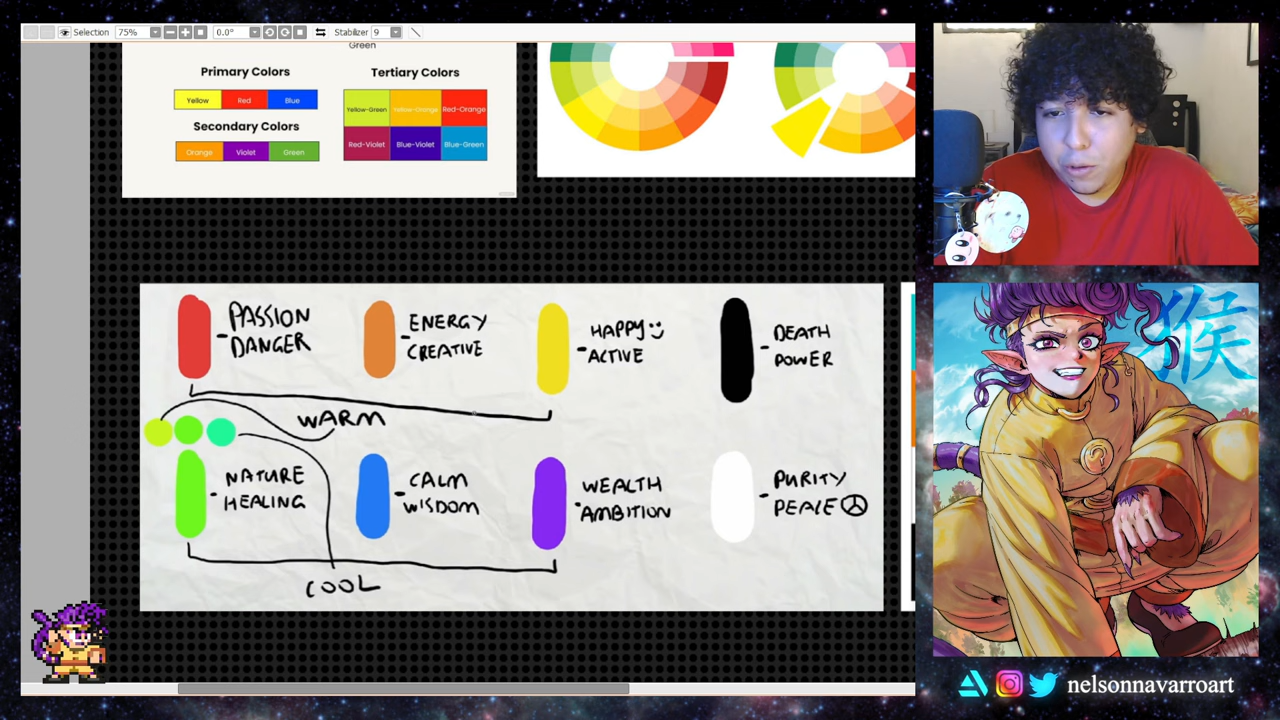 Selection 75% 0.0° Stabilizer 9
Green
Primary Colors
Yellow Red Blue
Secondary Colors
Orange Violet Green
Tertiary Colors
Yellow-Green Yellow-Orange Red-Orange
Red-Violet Blue-Violet Blue-Green
PASSION
DANGER
ENERGY
CREATIVE
HAPPY
ACTIVE
DEATH
POWER
WARM
NATURE
HEALING
CALM
WISDOM
WEALTH
AMBITION
PURITY
PEACE
COOL
猴
nelsonnavarroart